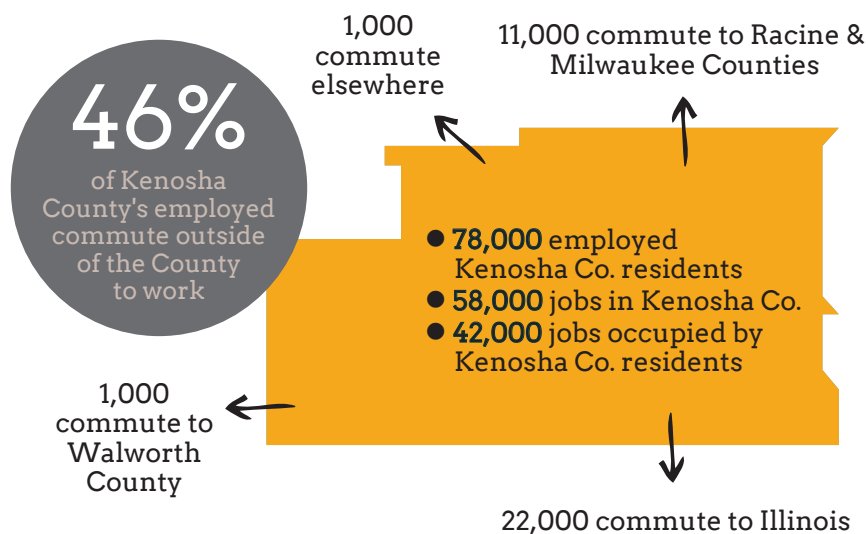 1,000
commute
elsewhere
11,000 commute to Racine &
Milwaukee Counties
46%
of Kenosha
County's employed
commute outside
of the County
to work
● 78,000 employed
Kenosha Co. residents
● 58,000 jobs in Kenosha Co.
● 42,000 jobs occupied by
Kenosha Co. residents
1,000
commute to
Walworth
County
22,000 commute to Illinois